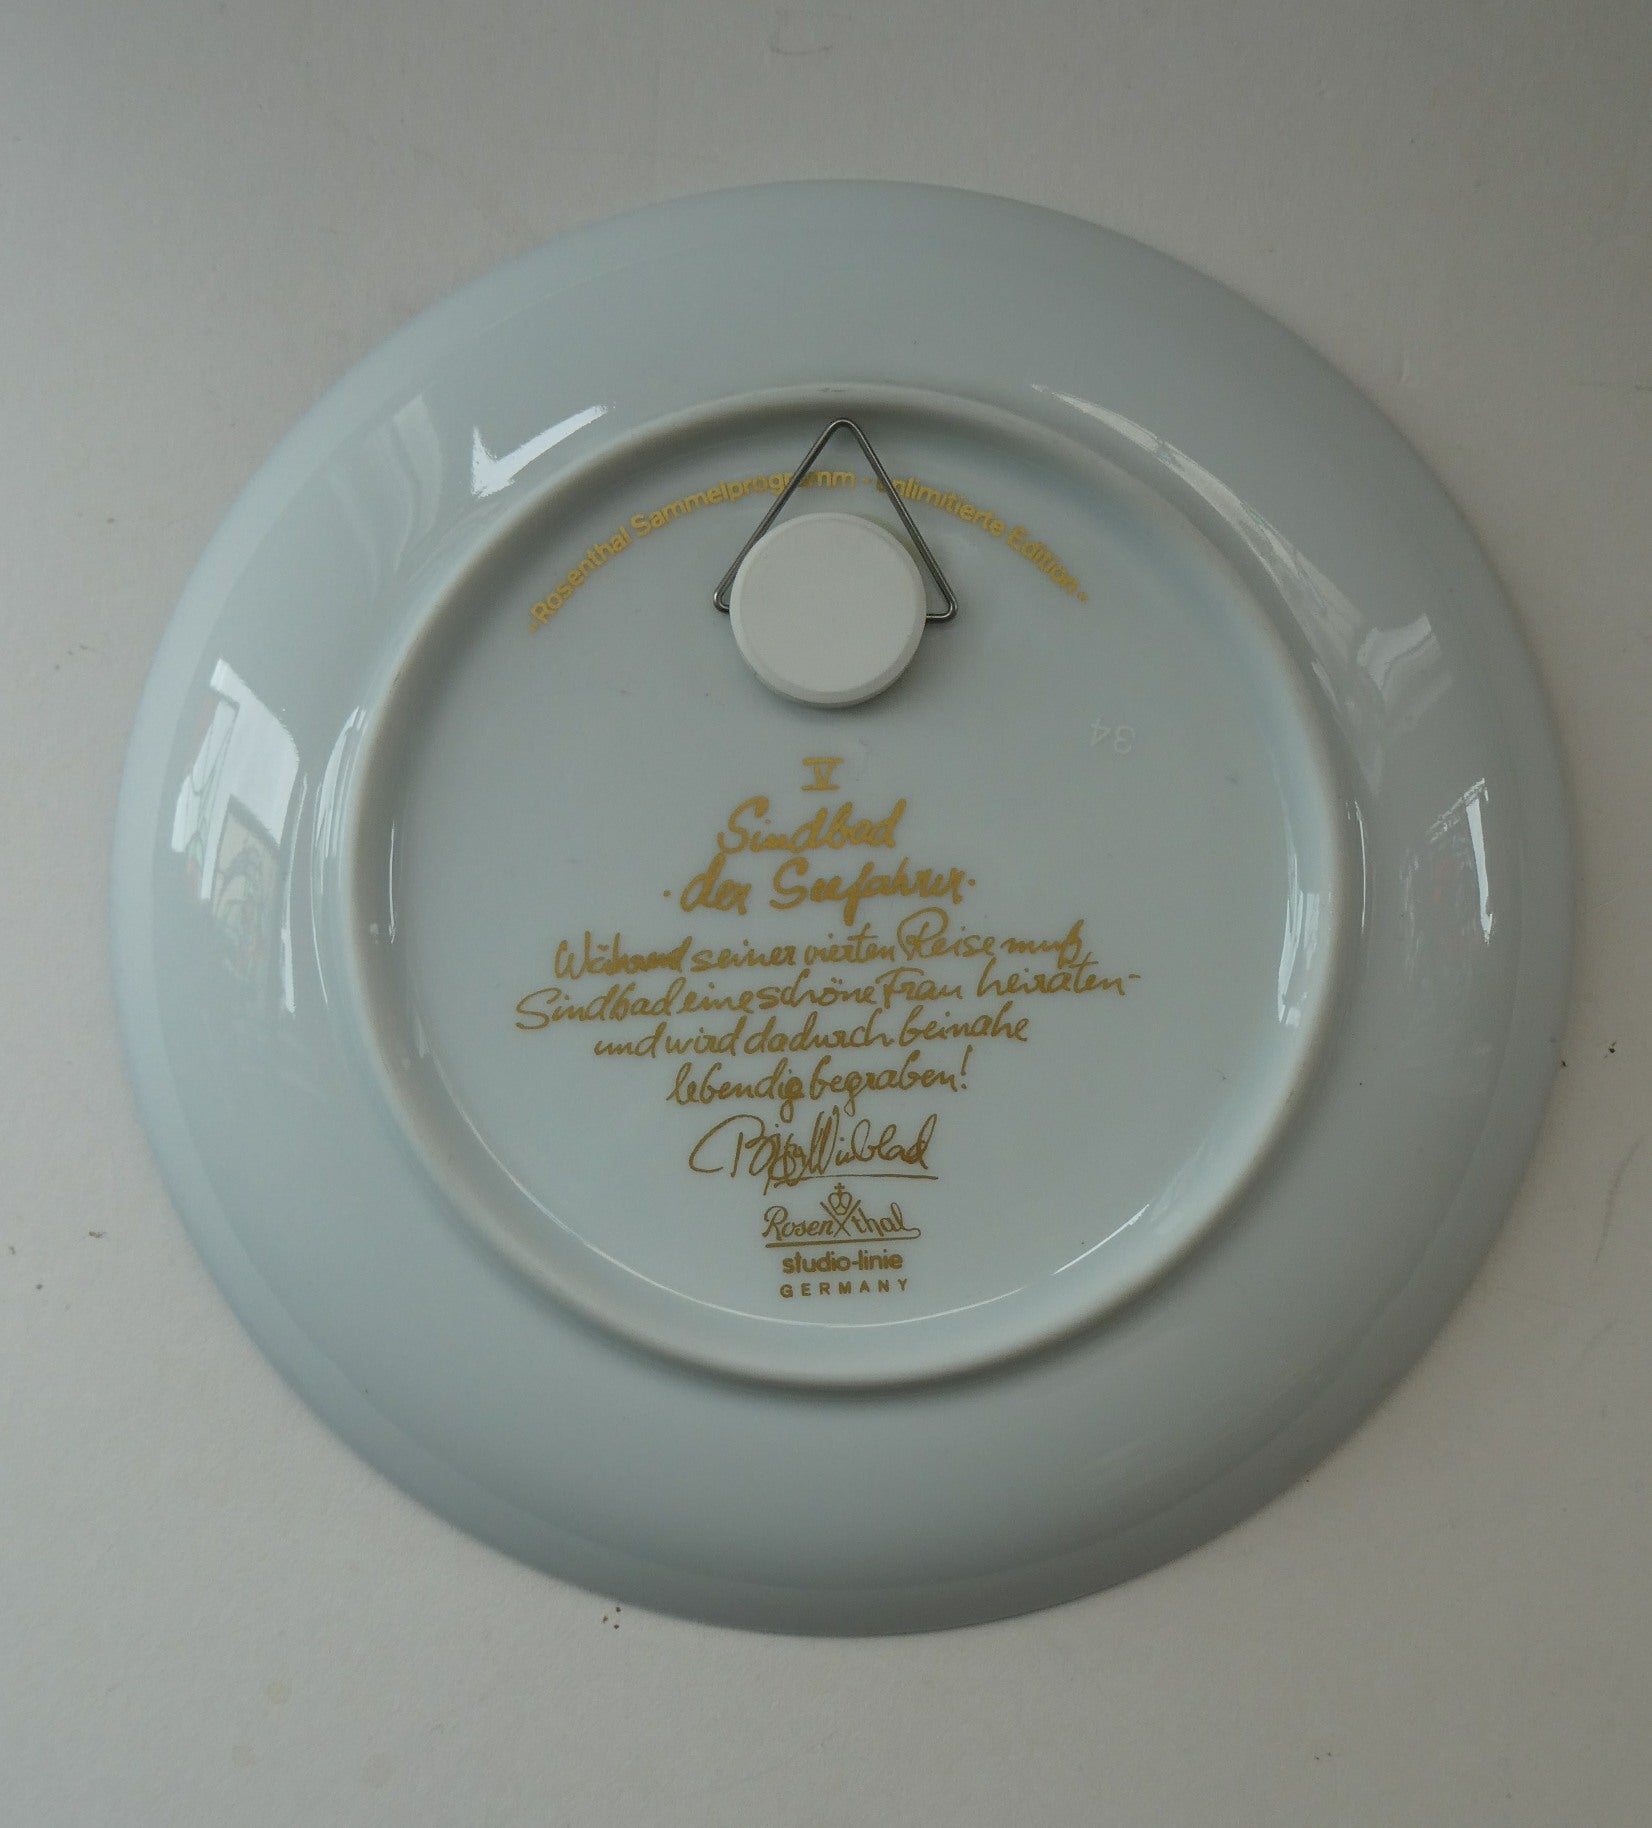 "Rosenthal Sammelprogramm - unlimitierte Edition"
34
V
Sindbad
· der Seefahrer ·
Während seiner vierten Reise muß
Sindbad eine schöne Frau heiraten -
und wird dadurch beinahe
lebendig begraben!
Bjørn Wiinblad
Rosenthal
studio-linie
GERMANY